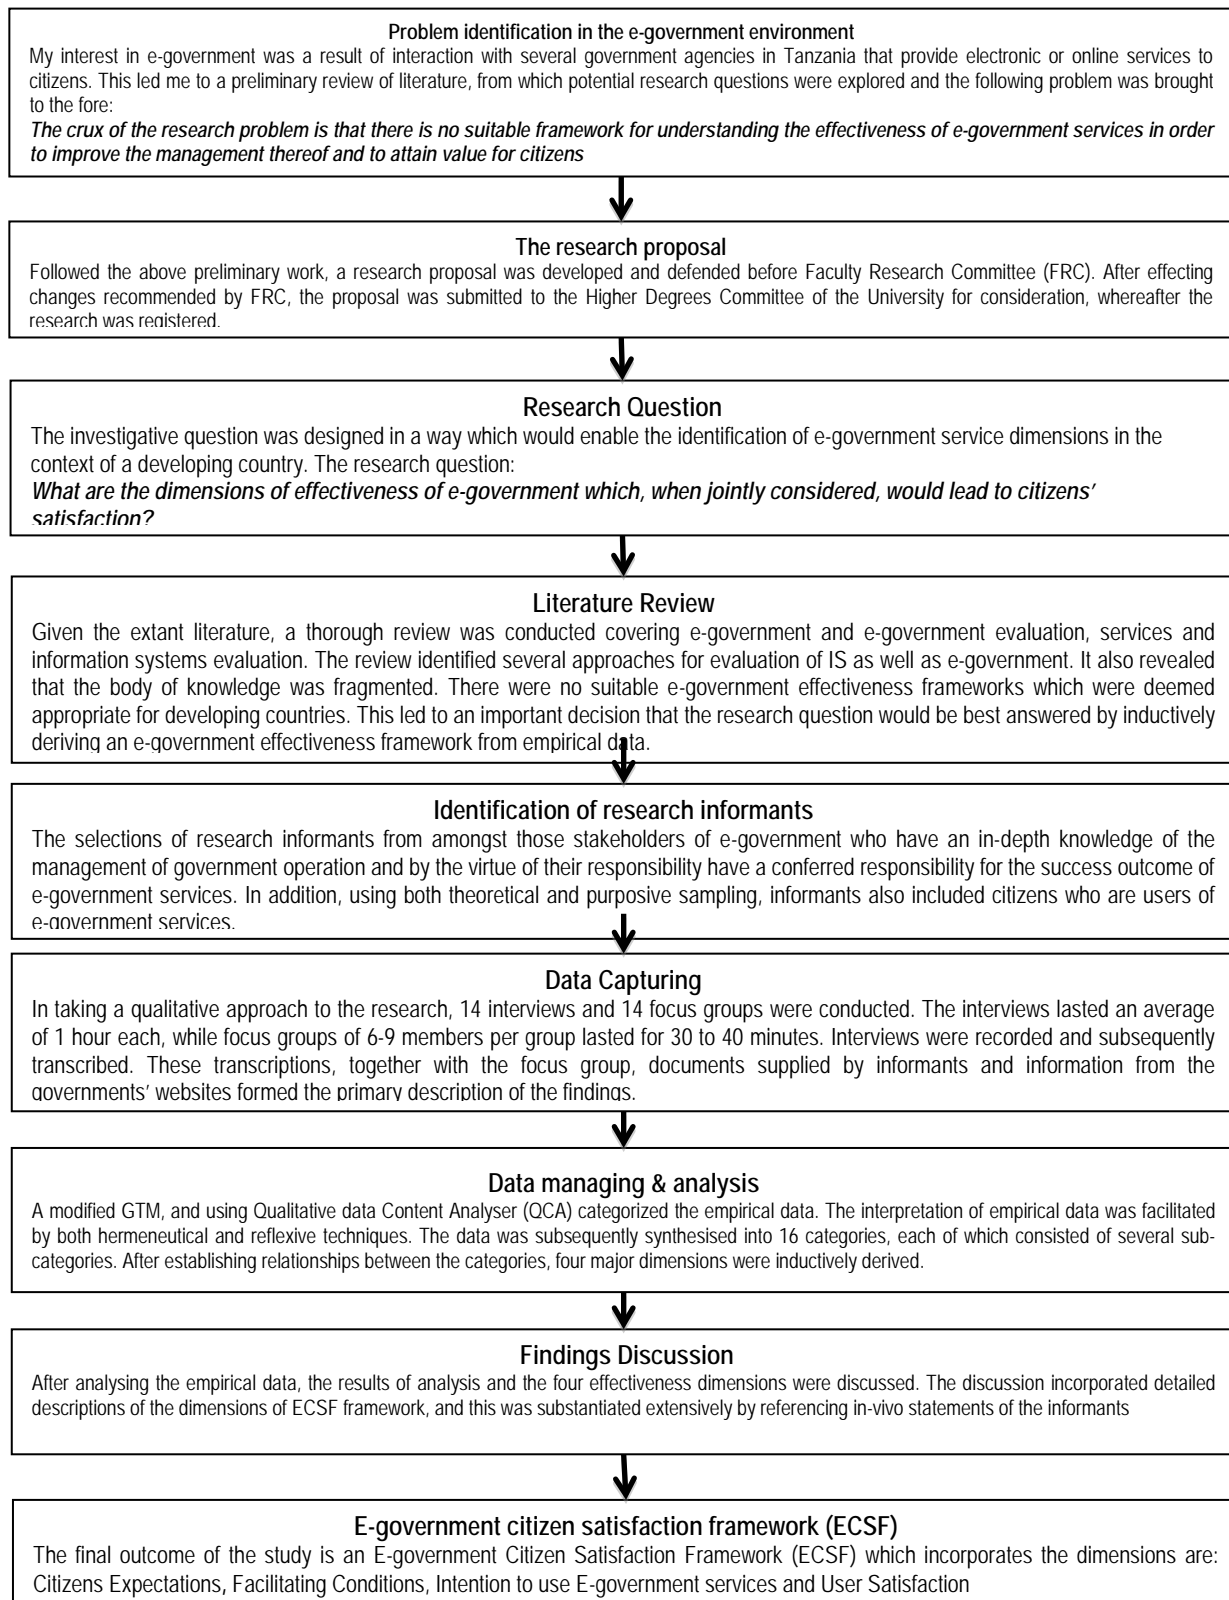 Problem identification in the e-government environment
My interest in e-government was a result of interaction with several government agencies in Tanzania that provide electronic or online services to
citizens. This led me to a preliminary review of literature, from which potential research questions were explored and the following problem was brought
to the fore:
The crux of the research problem is that there is no suitable framework for understanding the effectiveness of e-government services in order
to improve the management thereof and to attain value for citizens
The research proposal
Followed the above preliminary work, a research proposal was developed and defended before Faculty Research Committee (FRC). After effecting
changes recommended by FRC, the proposal was submitted to the Higher Degrees Committee of the University for consideration, whereafter the
research was registered.
Research Question
The investigative question was designed in a way which would enable the identification of e-government service dimensions in the
context of a developing country. The research question:
What are the dimensions of effectiveness of e-government which, when jointly considered, would lead to citizens'
satisfaction?
Literature Review
Given the extant literature, a thorough review was conducted covering e-government and e-government evaluation, services and
information systems evaluation. The review identified several approaches for evaluation of IS as well as e-government. It also revealed
that the body of knowledge was fragmented. There were no suitable e-government effectiveness frameworks which were deemed
appropriate for developing countries. This led to an important decision that the research question would be best answered by inductively
deriving an e-government effectiveness framework from empirical data.
Identification of research informants
The selections of research informants from amongst those stakeholders of e-government who have an in-depth knowledge of the
management of government operation and by the virtue of their responsibility have a conferred responsibility for the success outcome of
e-government services. In addition, using both theoretical and purposive sampling, informants also included citizens who are users of
e-government services.
Data Capturing
In taking a qualitative approach to the research, 14 interviews and 14 focus groups were conducted. The interviews lasted an average
of 1 hour each, while focus groups of 6-9 members per group lasted for 30 to 40 minutes. Interviews were recorded and subsequently
transcribed. These transcriptions, together with the focus group, documents supplied by informants and information from the
governments' websites formed the primary description of the findings.
Data managing & analysis
A modified GTM, and using Qualitative data Content Analyser (QCA) categorized the empirical data. The interpretation of empirical data was facilitated
by both hermeneutical and reflexive techniques. The data was subsequently synthesised into 16 categories, each of which consisted of several sub-
categories. After establishing relationships between the categories, four major dimensions were inductively derived.
Findings Discussion
After analysing the empirical data, the results of analysis and the four effectiveness dimensions were discussed. The discussion incorporated detailed
descriptions of the dimensions of ECSF framework, and this was substantiated extensively by referencing in-vivo statements of the informants
E-government citizen satisfaction framework (ECSF)
The final outcome of the study is an E-government Citizen Satisfaction Framework (ECSF) which incorporates the dimensions are:
Citizens Expectations, Facilitating Conditions, Intention to use E-government services and User Satisfaction